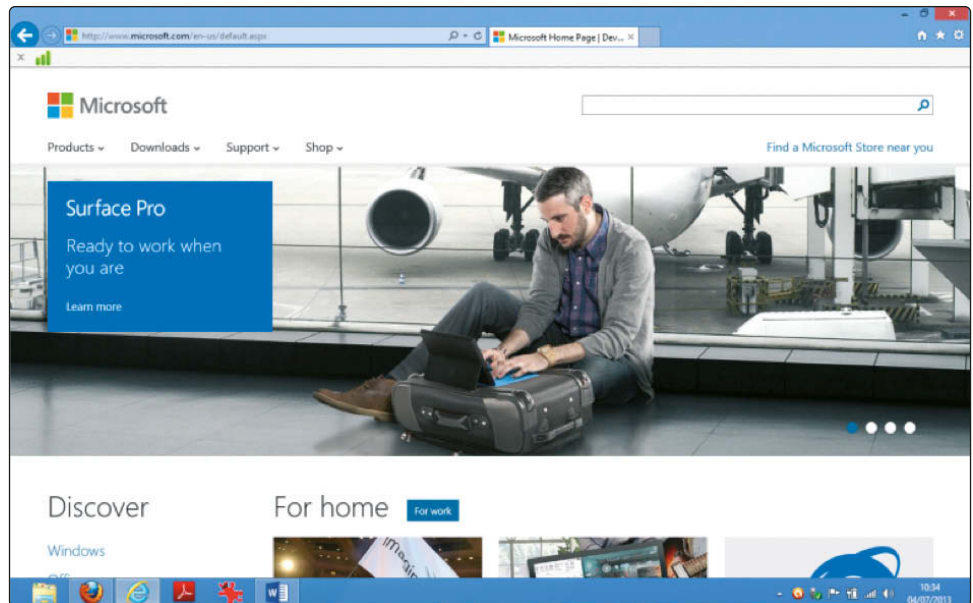 http://www.microsoft.com/en-us/default.aspx
Microsoft Home Page | Dev...
Microsoft
Products
Downloads
Support
Shop
Find a Microsoft Store near you
Surface Pro
Ready to work when
you are
Learn more
Discover
For home
For work
Windows
10:34
04/07/2013